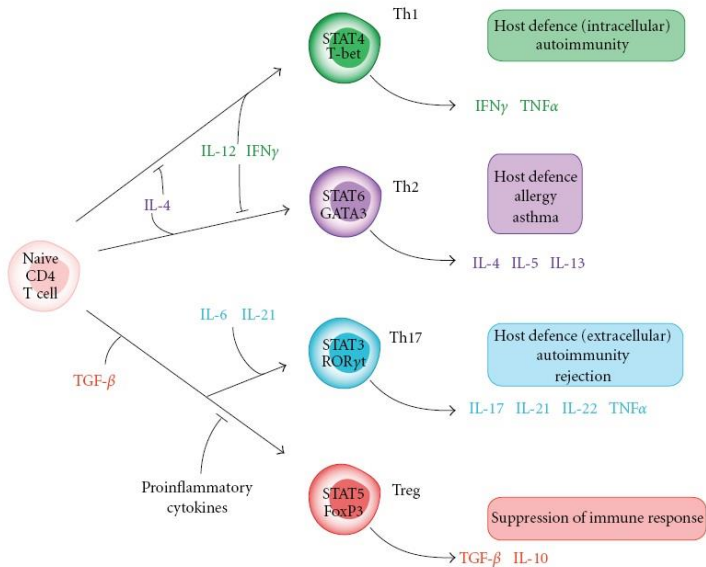 Th1
STAT4
T-bet
Host defence (intracellular)
autoimmunity
IFNγ TNFα
IL-12 IFNγ
IL-4
Th2
STAT6
GATA3
Host defence
allergy
asthma
IL-4 IL-5 IL-13
Naive
CD4
T cell
IL-6 IL-21
TGF-β
Th17
STAT3
RORγt
Host defence (extracellular)
autoimmunity
rejection
IL-17 IL-21 IL-22 TNFα
Proinflammatory
cytokines
Treg
STAT5
FoxP3
Suppression of immune response
TGF-β IL-10